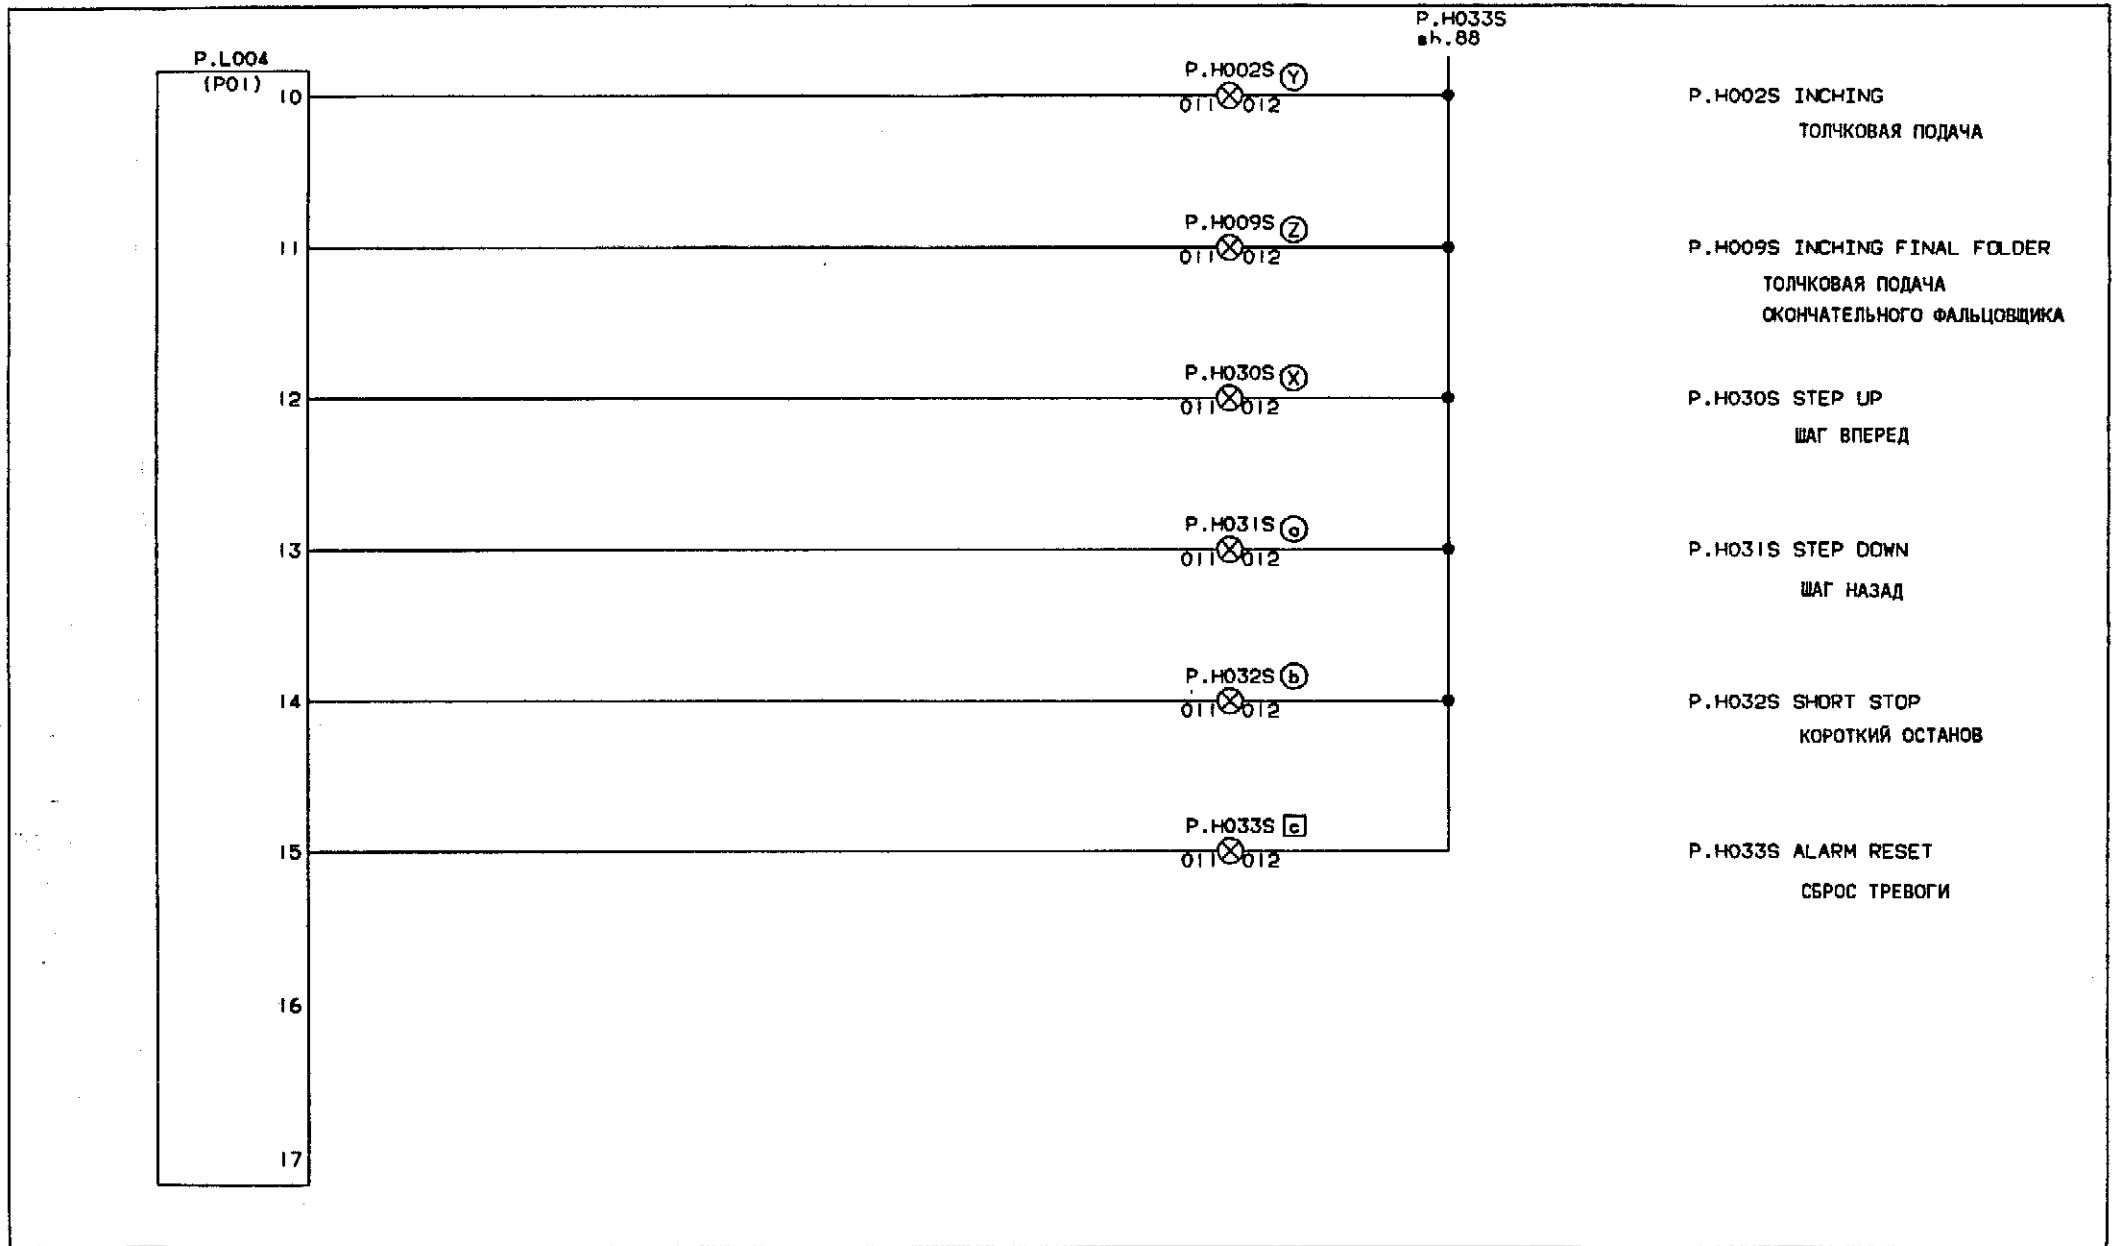 P.H033S
sh.88
P.L004
(P01)
10
P.H002S Y
011 012
P.H002S INCHING
ТОЛЧКОВАЯ ПОДАЧА
11
P.H009S Z
011 012
P.H009S INCHING FINAL FOLDER
ТОЛЧКОВАЯ ПОДАЧА
ОКОНЧАТЕЛЬНОГО ФАЛЬЦОВЩИКА
12
P.H030S X
011 012
P.H030S STEP UP
ШАГ ВПЕРЕД
13
P.H031S a
011 012
P.H031S STEP DOWN
ШАГ НАЗАД
14
P.H032S b
011 012
P.H032S SHORT STOP
КОРОТКИЙ ОСТАНОВ
15
P.H033S c
011 012
P.H033S ALARM RESET
СБРОС ТРЕВОГИ
16
17